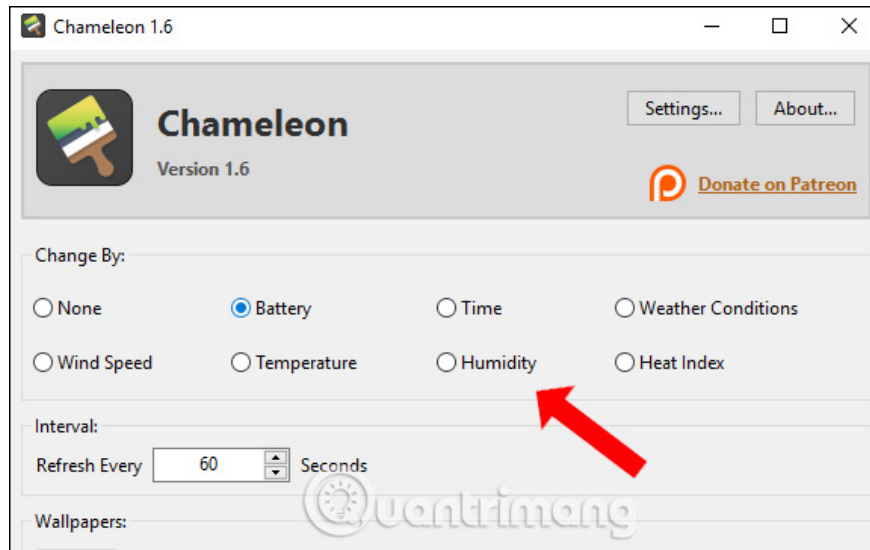 Chameleon 1.6
Chameleon
Version 1.6
Settings...
About...
Donate on Patreon
Change By:
None
Battery
Time
Weather Conditions
Wind Speed
Temperature
Humidity
Heat Index
Interval:
Refresh Every 60 Seconds
Quantrimang
Wallpapers: